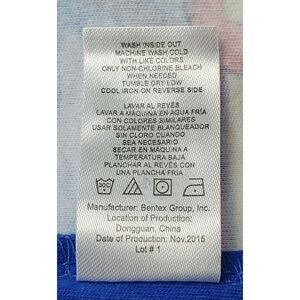 WASH INSIDE OUT
MACHINE WASH COLD
WITH LIKE COLORS
ONLY NON-CHLORINE BLEACH
WHEN NEEDED
TUMBLE DRY LOW
COOL IRON ON REVERSE SIDE
LAVAR AL REVÉS
LAVAR A MÁQUINA EN AGUA FRÍA
CON COLORES SIMILARES
USAR SOLAMENTE BLANQUEADOR
SIN CLORO CUANDO
SEA NECESARIO
SECAR EN MÁQUINA A
TEMPERATURA BAJA
PLANCHAR AL REVÉS CON
UNA PLANCHA FRÍA
30C
Manufacturer: Bentex Group, Inc.
Location of Production:
Dongguan, China
Date of Production: Nov.2015
Lot # 1